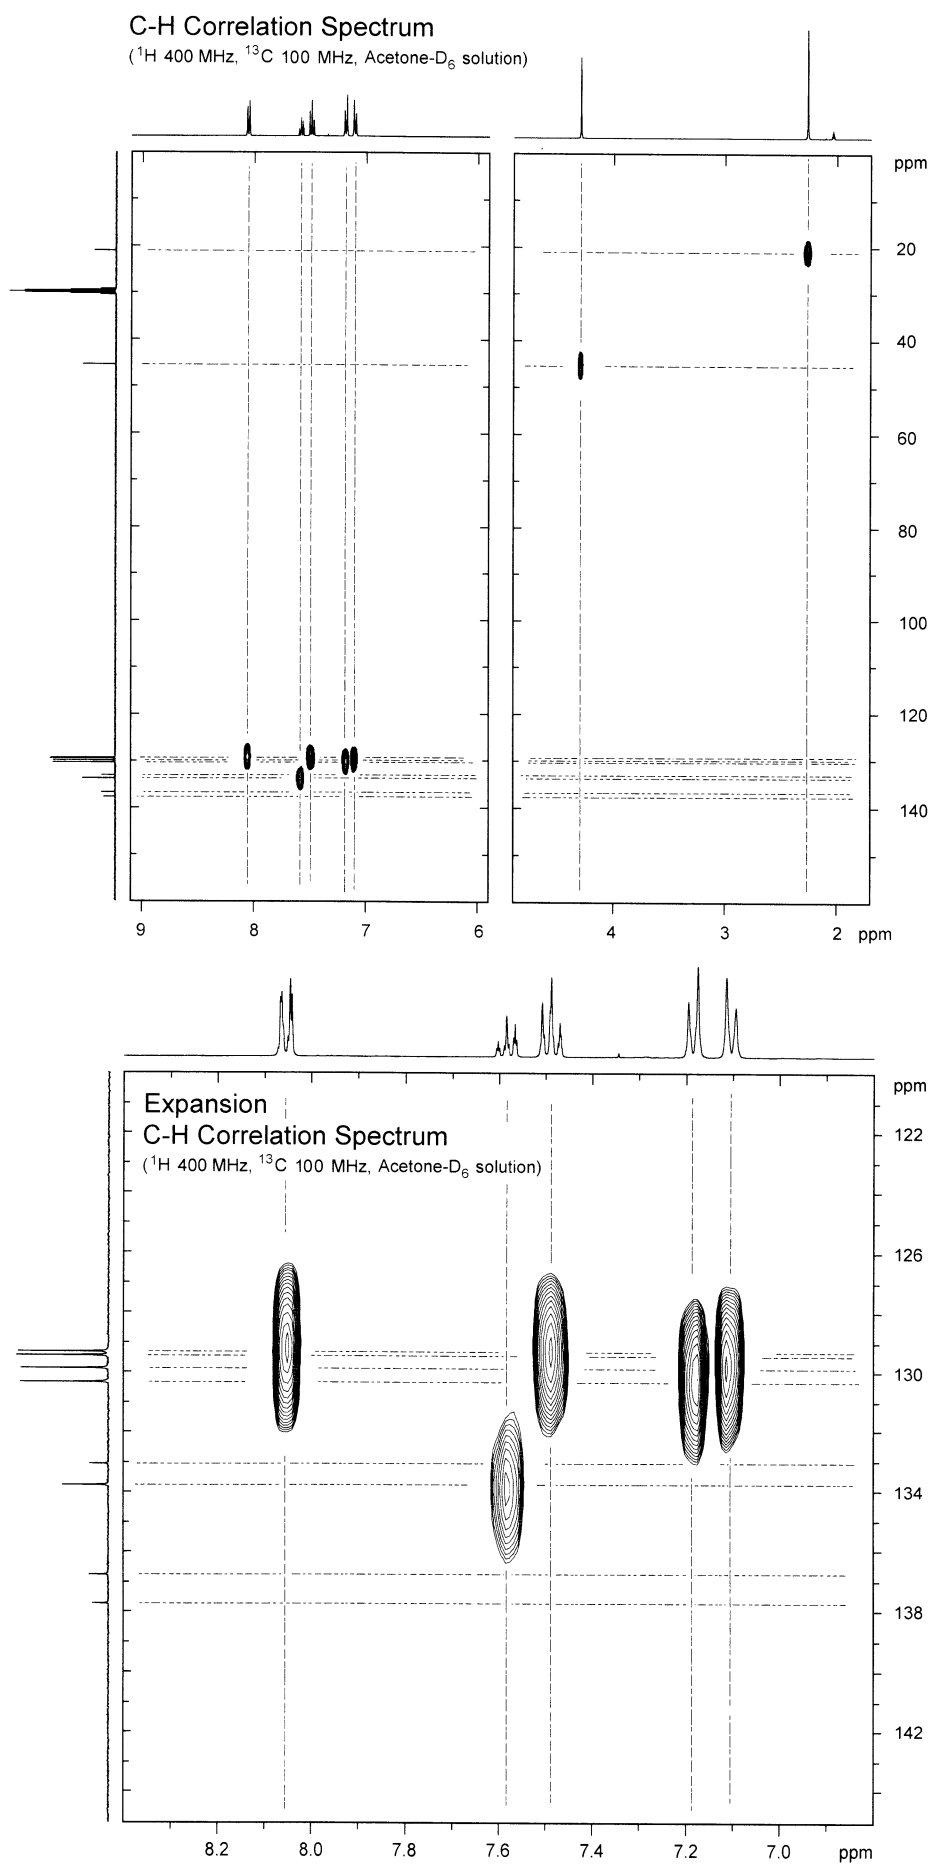 C-H Correlation Spectrum
(¹H 400 MHz, ¹³C 100 MHz, Acetone-D₆ solution)
ppm
20
40
60
80
100
120
140
9 8 7 6 4 3 2 ppm
Expansion
C-H Correlation Spectrum
(¹H 400 MHz, ¹³C 100 MHz, Acetone-D₆ solution)
ppm
122
126
130
134
138
142
8.2 8.0 7.8 7.6 7.4 7.2 7.0 ppm